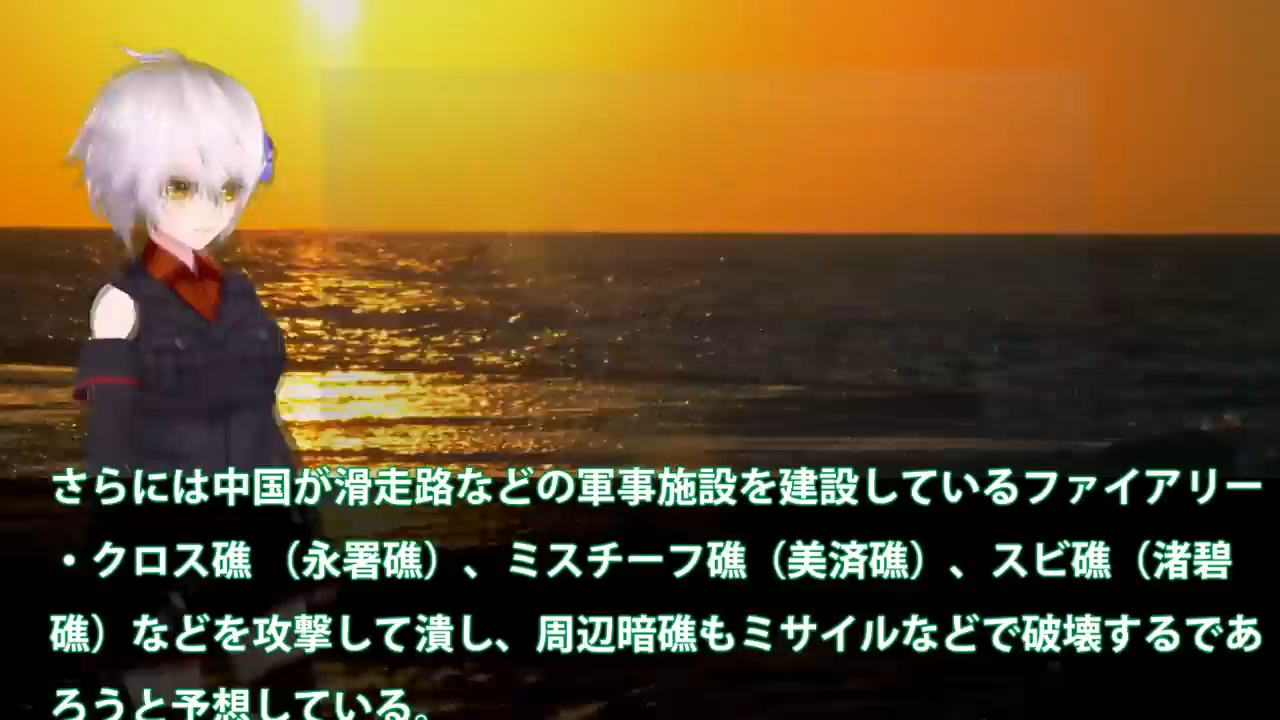 さらには中国が滑走路などの軍事施設を建設しているファイアリー
・クロス礁 （永署礁）、ミスチーフ礁（美済礁）、スビ礁（渚碧
礁）などを攻撃して潰し、周辺暗礁もミサイルなどで破壊するであ
ろうと予想している。